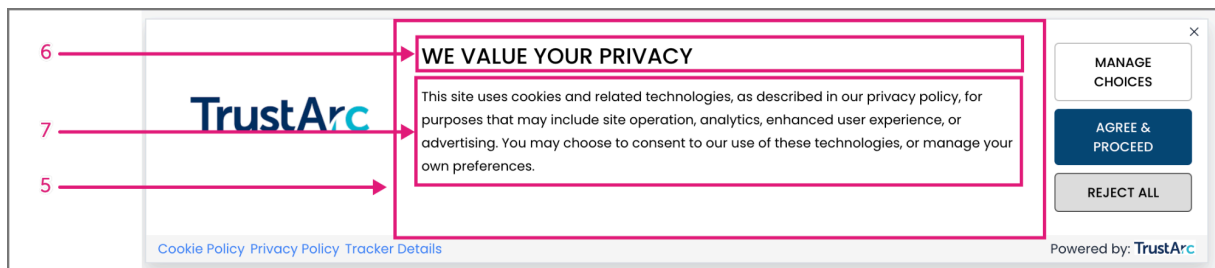 6
WE VALUE YOUR PRIVACY
TrustArc
7
This site uses cookies and related technologies, as described in our privacy policy, for
purposes that may include site operation, analytics, enhanced user experience, or
advertising. You may choose to consent to our use of these technologies, or manage your
own preferences.
5
MANAGE
CHOICES
AGREE &
PROCEED
REJECT ALL
Cookie Policy Privacy Policy Tracker Details
Powered by: TrustArc